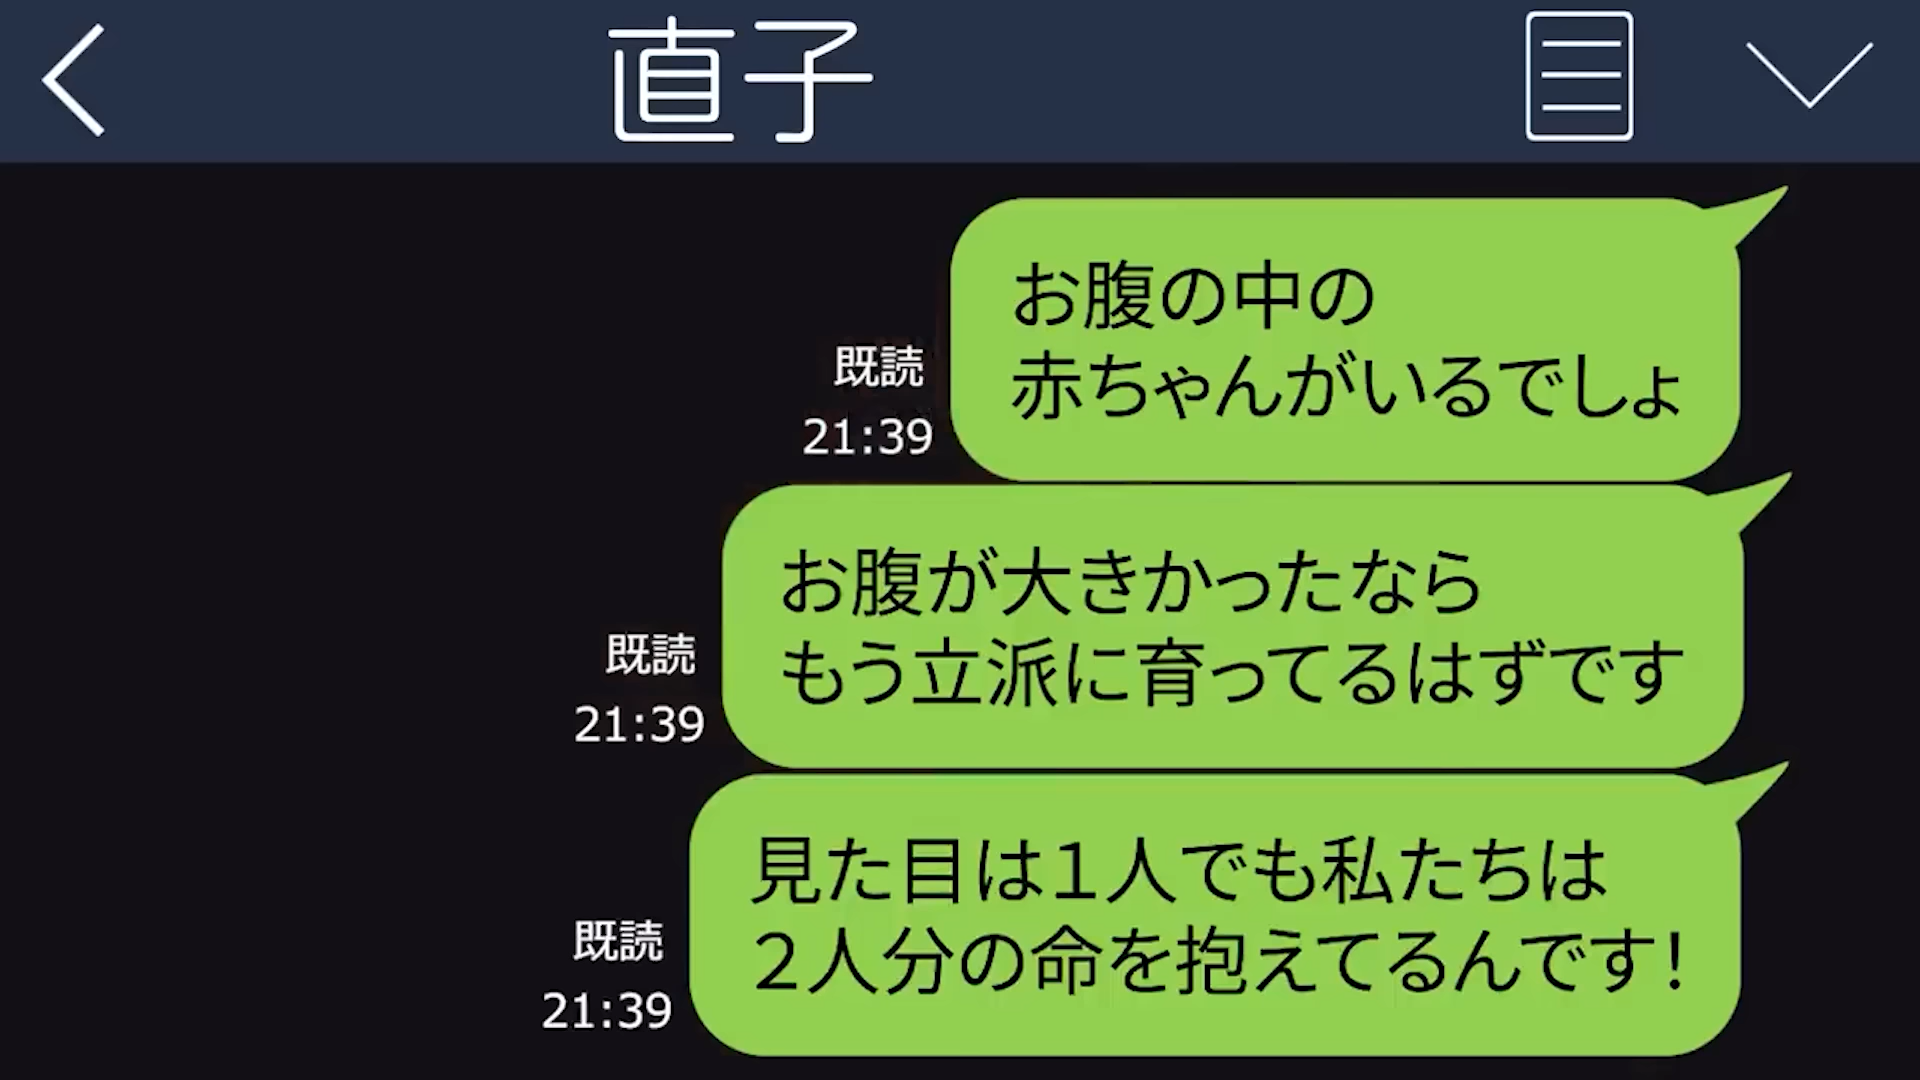 直子
お腹の中の
赤ちゃんがいるでしょ
既読
21:39
お腹が大きかったなら
もう立派に育ってるはずです
既読
21:39
見た目は１人でも私たちは
２人分の命を抱えてるんです！
既読
21:39